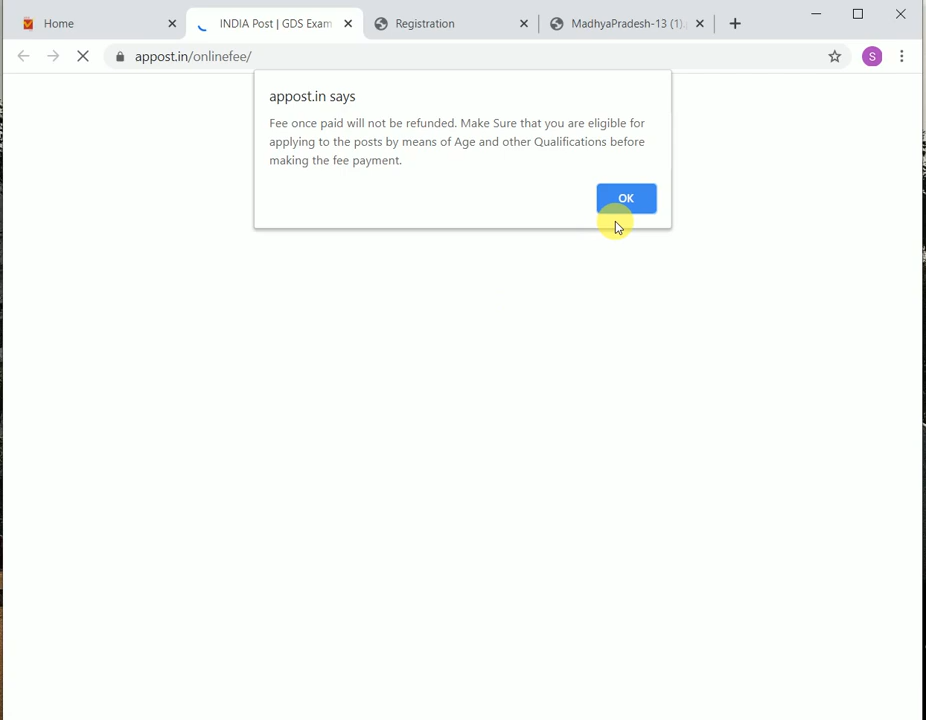 Home
INDIA Post | GDS Exam
Registration
MadhyaPradesh-13 (1)
appost.in/onlinefee/
S
appost.in says
Fee once paid will not be refunded. Make Sure that you are eligible for
applying to the posts by means of Age and other Qualifications before
making the fee payment.
OK